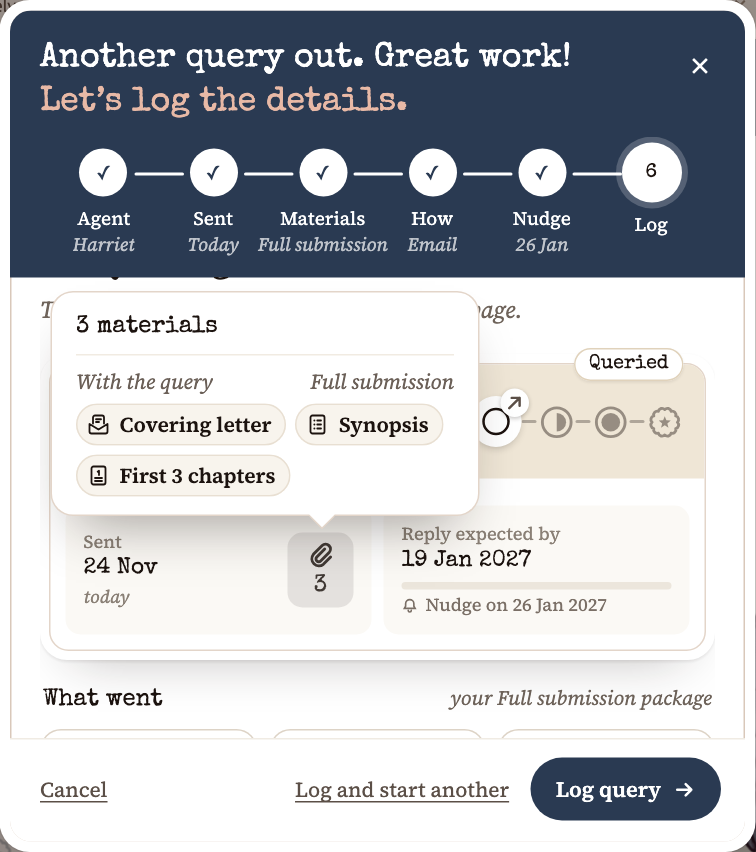 Another query out. Great work!
Let's log the details.
✓ ✓ ✓ ✓ ✓ 6
Agent Sent Materials How Nudge Log
Harriet Today Full submission Email 26 Jan
3 materials
With the query Full submission
Covering letter Synopsis
First 3 chapters
Queried
Sent
24 Nov
today
3
Reply expected by
19 Jan 2027
Nudge on 26 Jan 2027
What went your Full submission package
Cancel Log and start another Log query →